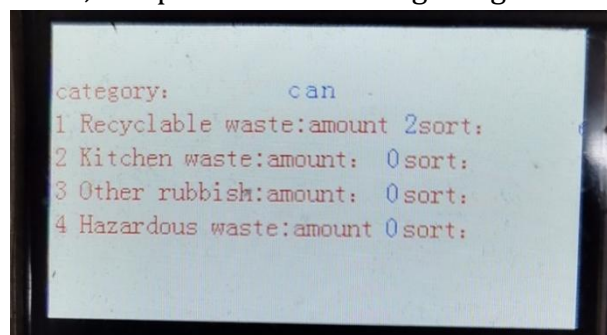 category: can
1 Recyclable waste:amount 2sort:
2 Kitchen waste:amount: 0sort:
3 Other rubbish:amount: 0sort:
4 Hazardous waste:amount 0sort: